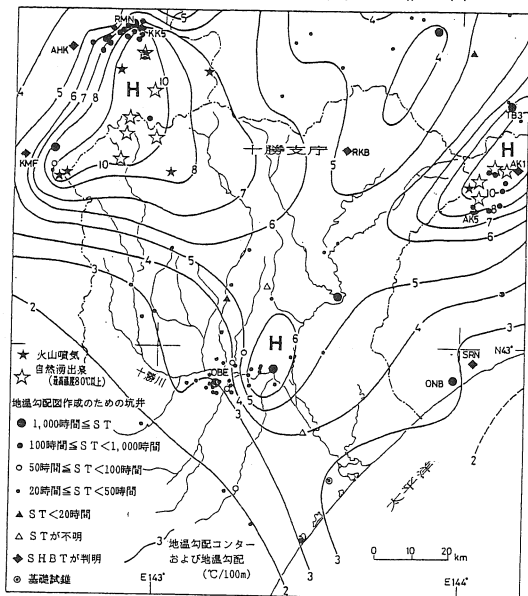 RMN
AHK
KK5
KMF
H
十勝支庁
RKB
TB3
H
AK1
AK5
H
OBE
十勝川
SRN
ONB
N43°
太平洋
火山噴気
自然湧出泉
(最高温度80℃以上)
地温勾配図作成のための坑井
1,000時間≦ST
100時間≦ST<1,000時間
50時間≦ST<100時間
20時間≦ST<50時間
ST<20時間
STが不明
SHBTが判明
基礎試錐
地温勾配コンター
および地温勾配
(℃/100m)
0 10 20
km
E143°
E144°